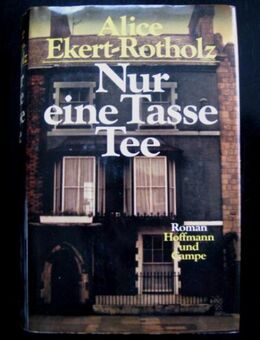 Alice
Ekert-Rotholz
Nur
eine Tasse
Tee
Roman
Hoffmann
und
Campe